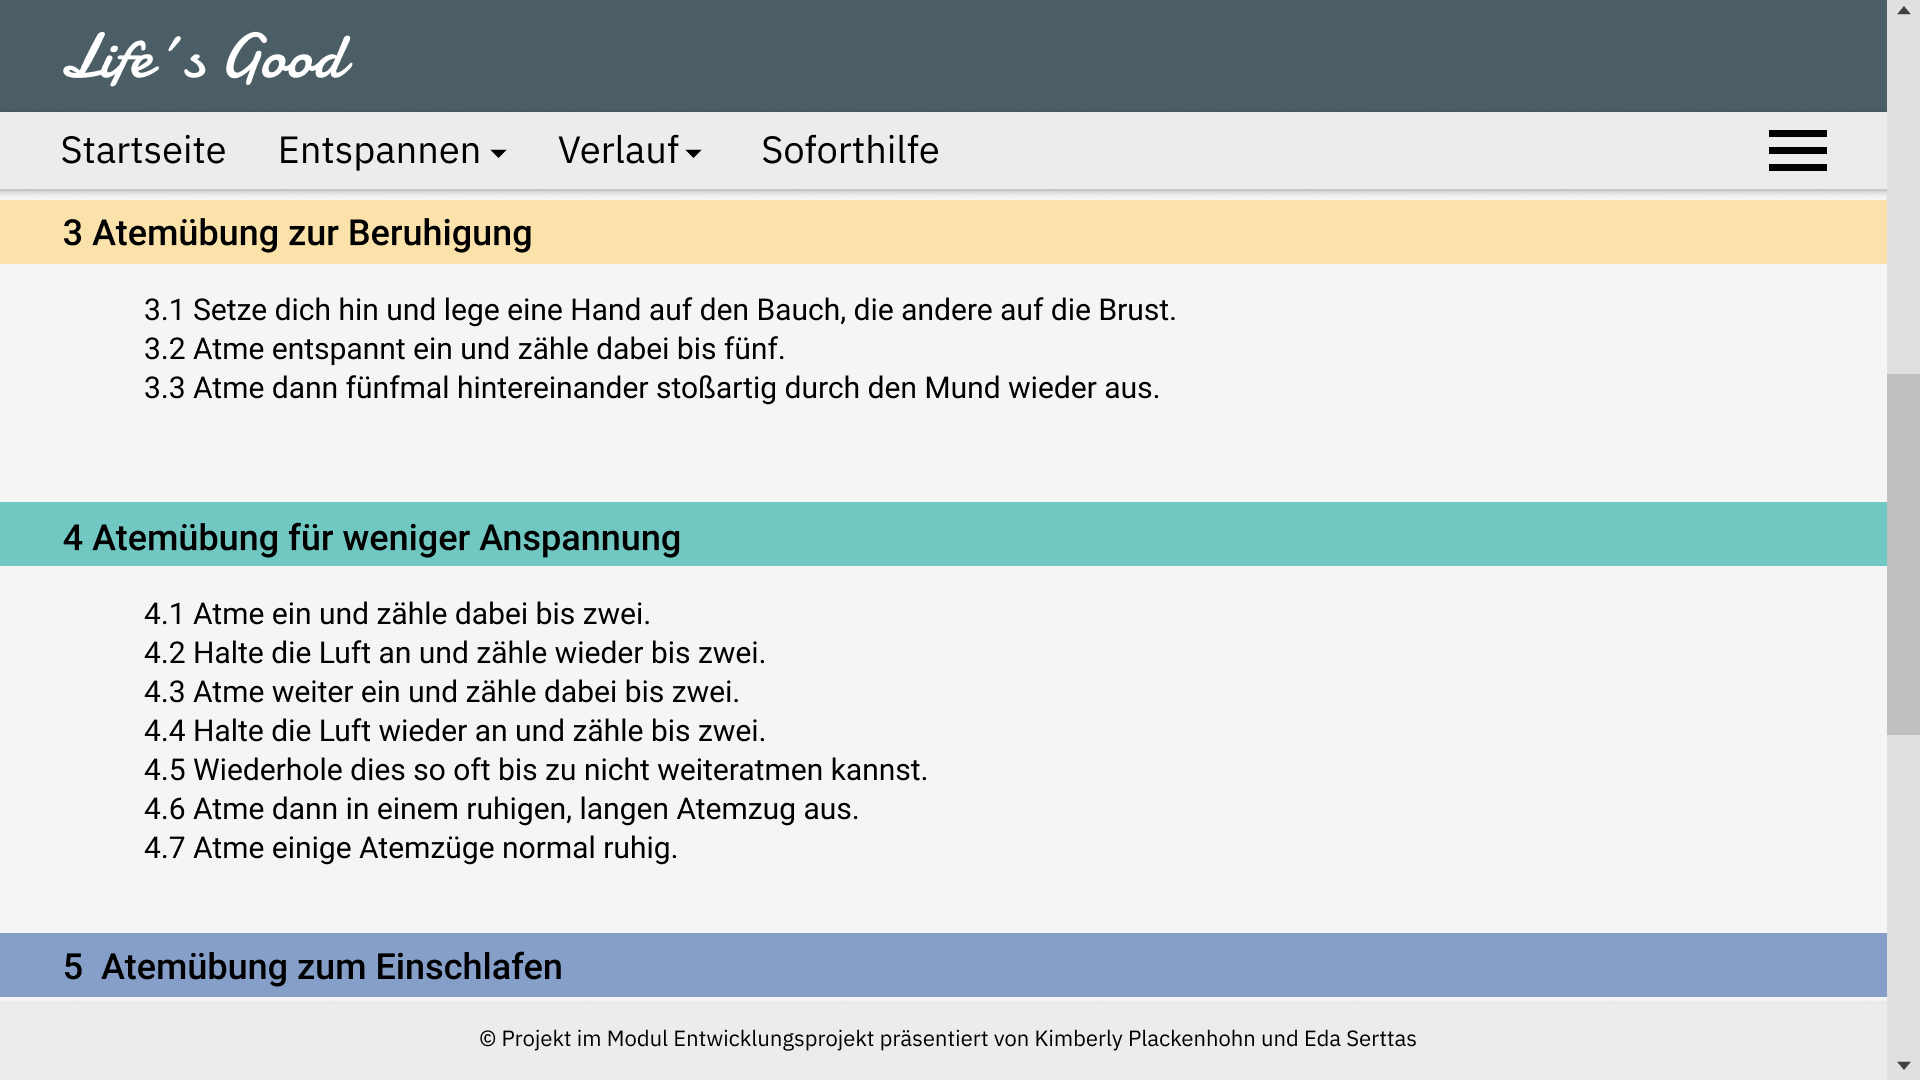 Life´s Good
Startseite Entspannen Verlauf Soforthilfe
3 Atemübung zur Beruhigung
3.1 Setze dich hin und lege eine Hand auf den Bauch, die andere auf die Brust.
3.2 Atme entspannt ein und zähle dabei bis fünf.
3.3 Atme dann fünfmal hintereinander stoßartig durch den Mund wieder aus.
4 Atemübung für weniger Anspannung
4.1 Atme ein und zähle dabei bis zwei.
4.2 Halte die Luft an und zähle wieder bis zwei.
4.3 Atme weiter ein und zähle dabei bis zwei.
4.4 Halte die Luft wieder an und zähle bis zwei.
4.5 Wiederhole dies so oft bis zu nicht weiteratmen kannst.
4.6 Atme dann in einem ruhigen, langen Atemzug aus.
4.7 Atme einige Atemzüge normal ruhig.
5 Atemübung zum Einschlafen
© Projekt im Modul Entwicklungsprojekt präsentiert von Kimberly Plackenhohn und Eda Serttas